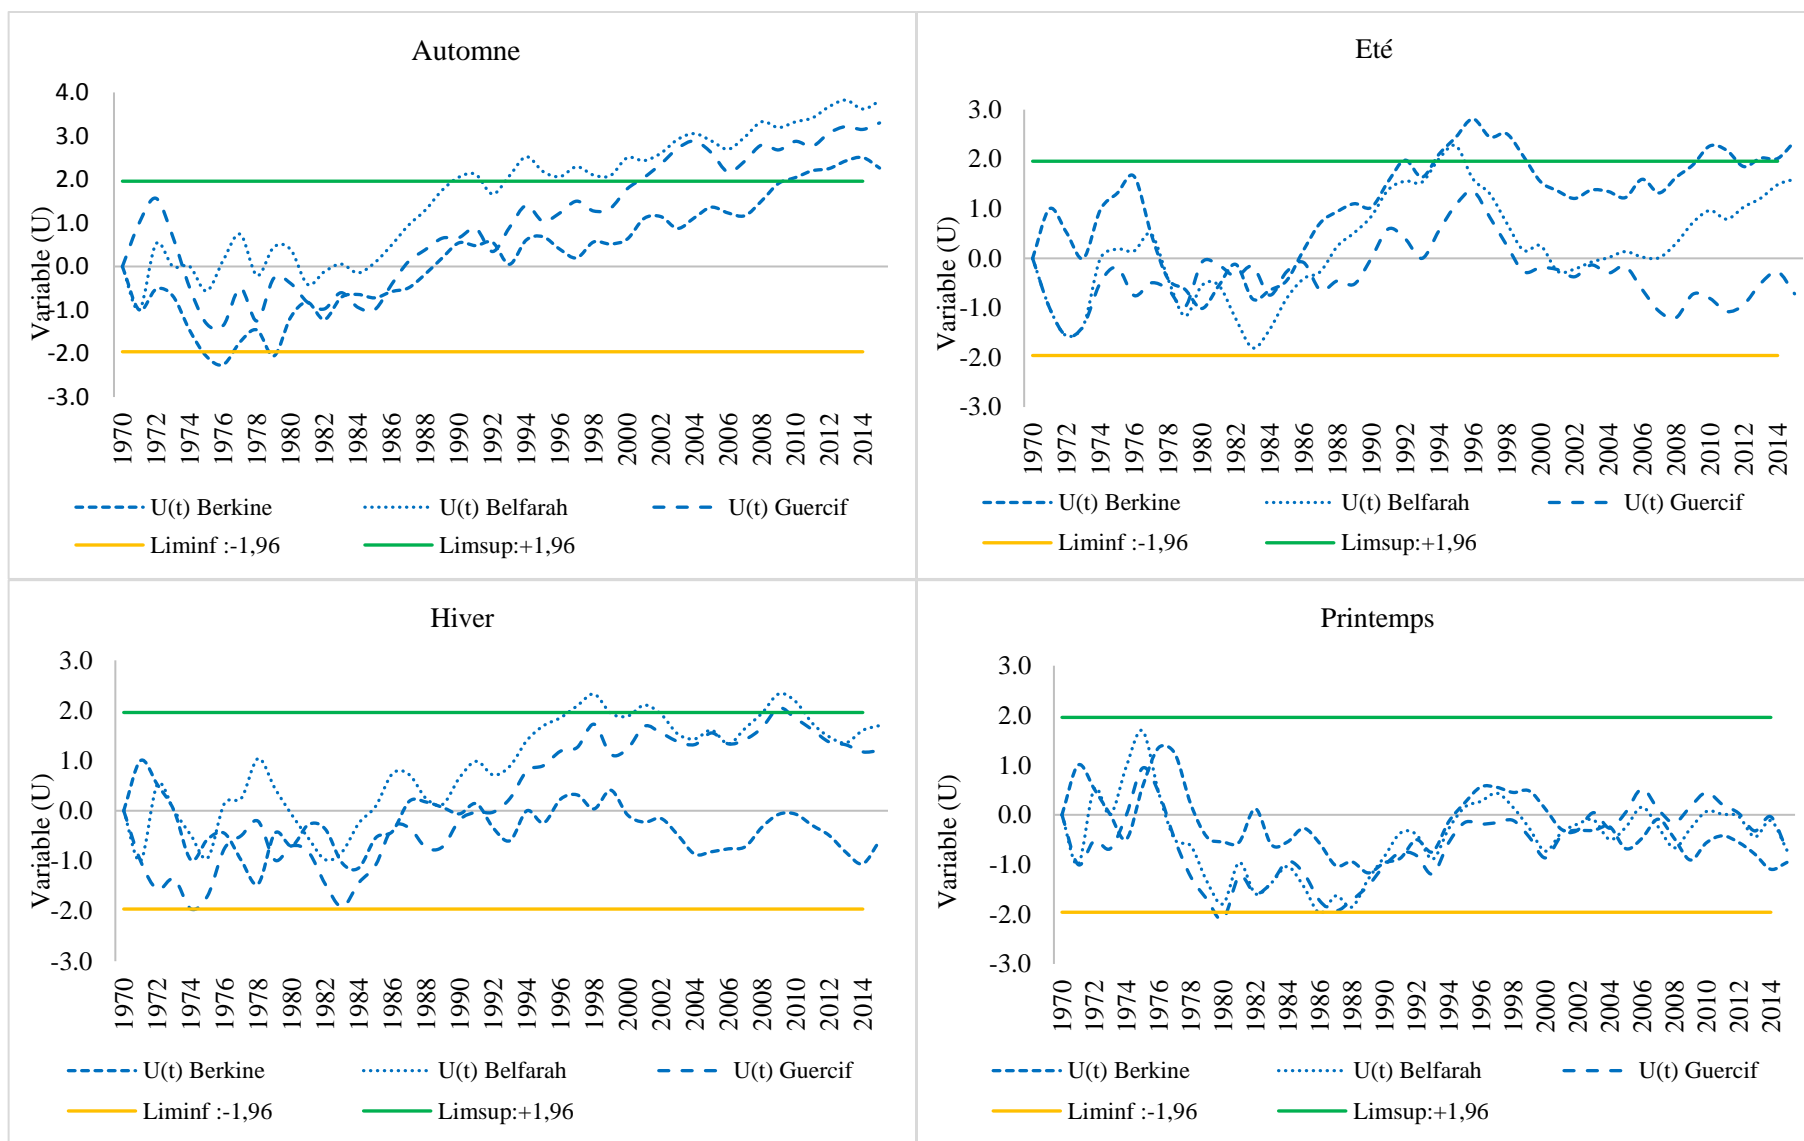 Automne
Variable (U)
4.0
3.0
2.0
1.0
0.0
-1.0
-2.0
-3.0
1970 1972 1974 1976 1978 1980 1982 1984 1986 1988 1990 1992 1994 1996 1998 2000 2002 2004 2006 2008 2010 2012 2014
U(t) Berkine U(t) Belfarah U(t) Guercif
Liminf :-1,96 Limsup:+1,96
Eté
Variable (U)
3.0
2.0
1.0
0.0
-1.0
-2.0
-3.0
1970 1972 1974 1976 1978 1980 1982 1984 1986 1988 1990 1992 1994 1996 1998 2000 2002 2004 2006 2008 2010 2012 2014
U(t) Berkine U(t) Belfarah U(t) Guercif
Liminf :-1,96 Limsup:+1,96
Hiver
Variable (U)
3.0
2.0
1.0
0.0
-1.0
-2.0
-3.0
1970 1972 1974 1976 1978 1980 1982 1984 1986 1988 1990 1992 1994 1996 1998 2000 2002 2004 2006 2008 2010 2012 2014
U(t) Berkine U(t) Belfarah U(t) Guercif
Liminf :-1,96 Limsup:+1,96
Printemps
Variable (U)
3.0
2.0
1.0
0.0
-1.0
-2.0
-3.0
1970 1972 1974 1976 1978 1980 1982 1984 1986 1988 1990 1992 1994 1996 1998 2000 2002 2004 2006 2008 2010 2012 2014
U(t) Berkine U(t) Belfarah U(t) Guercif
Liminf :-1,96 Limsup:+1,96